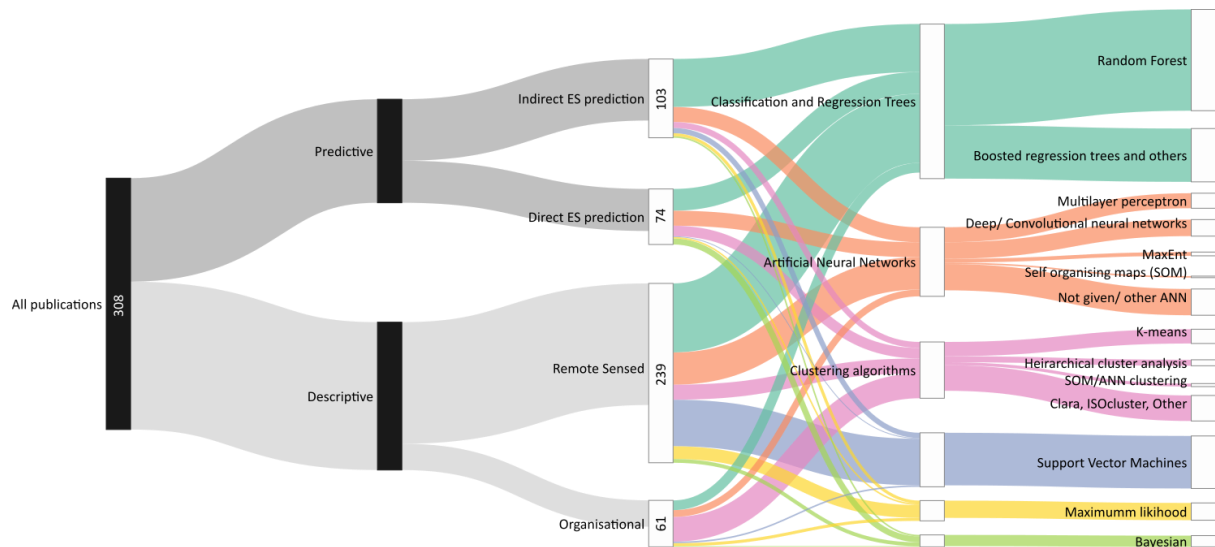 All publications
308
Predictive
Descriptive
Indirect ES prediction
103
Direct ES prediction
74
Remote Sensed
239
Organisational
61
Classification and Regression Trees
Artificial Neural Networks
Clustering algorithms
Random Forest
Boosted regression trees and others
Multilayer perceptron
Deep/ Convolutional neural networks
MaxEnt
Self organising maps (SOM)
Not given/ other ANN
K-means
Heirarchical cluster analysis
SOM/ANN clustering
Clara, ISOcluster, Other
Support Vector Machines
Maximumm likihood
Bayesian